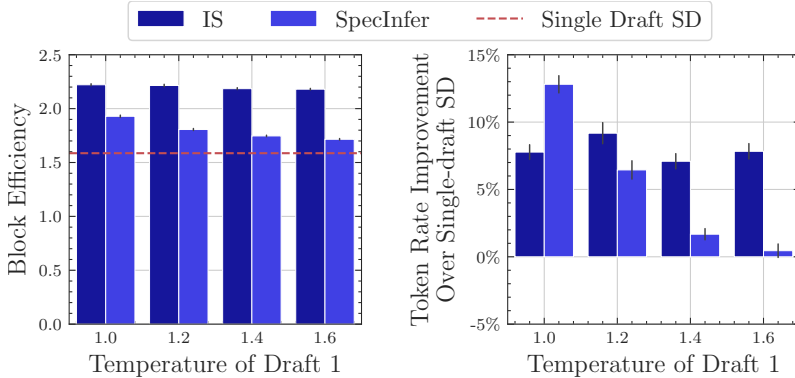 IS
SpecInfer
Single Draft SD
Block Efficiency
2.5
2.0
1.5
1.0
0.5
0.0
1.0
1.2
1.4
1.6
Temperature of Draft 1
Token Rate Improvement
Over Single-draft SD
15%
10%
5%
0%
-5%
1.0
1.2
1.4
1.6
Temperature of Draft 1